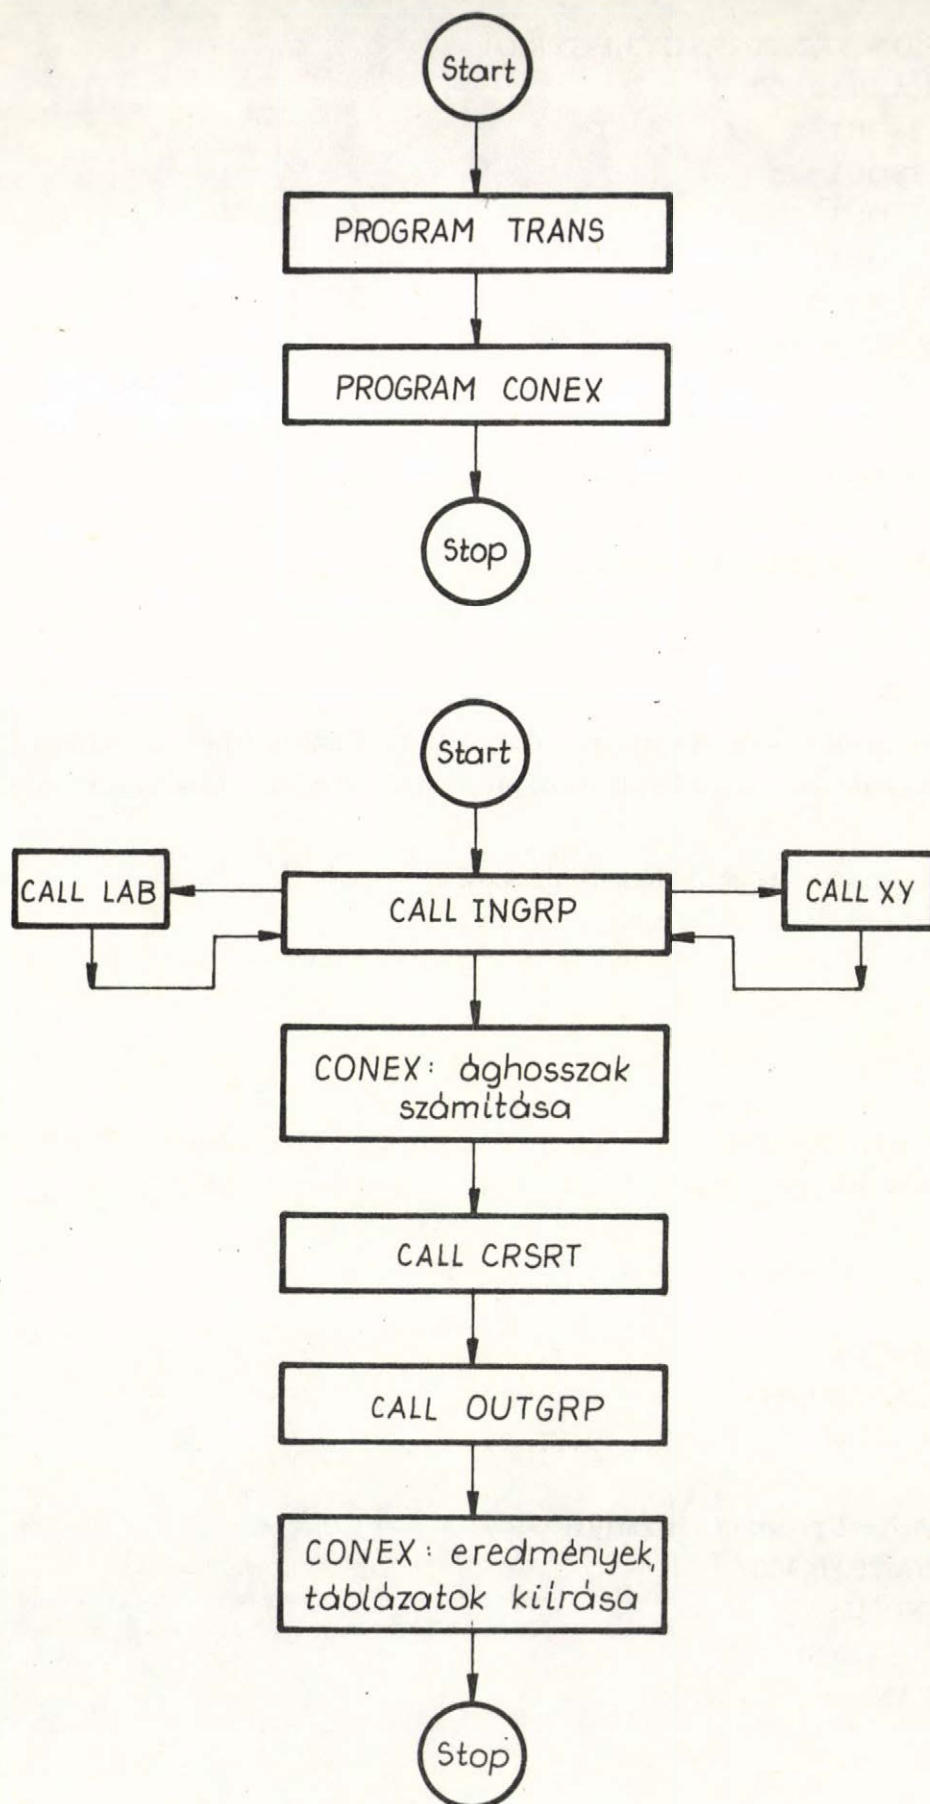 Start
PROGRAM TRANS
PROGRAM CONEX
Stop
Start
CALL LAB
CALL INGRP
CALL XY
CONEX: ághosszak
számítása
CALL CRSRT
CALL OUTGRP
CONEX: eredmények,
táblázatok kiírása
Stop